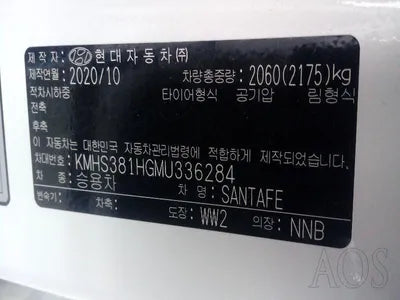 제작자 : HYUNDAI 현대자동차(주)
제작연월 : 2020/10 차량총중량 : 2060(2175)kg
적차시하중 타이어형식 공기압 림형식
전축
후축
이 자동차는 대한민국 자동차관리법령에 적합하게 제작되었음.
차대번호 : KMHS381HGMU336284
차종 : 승용차 차명 : SANTAFE
변속기 : 차축 : 도장 : WW2 의장 : NNB
AOS